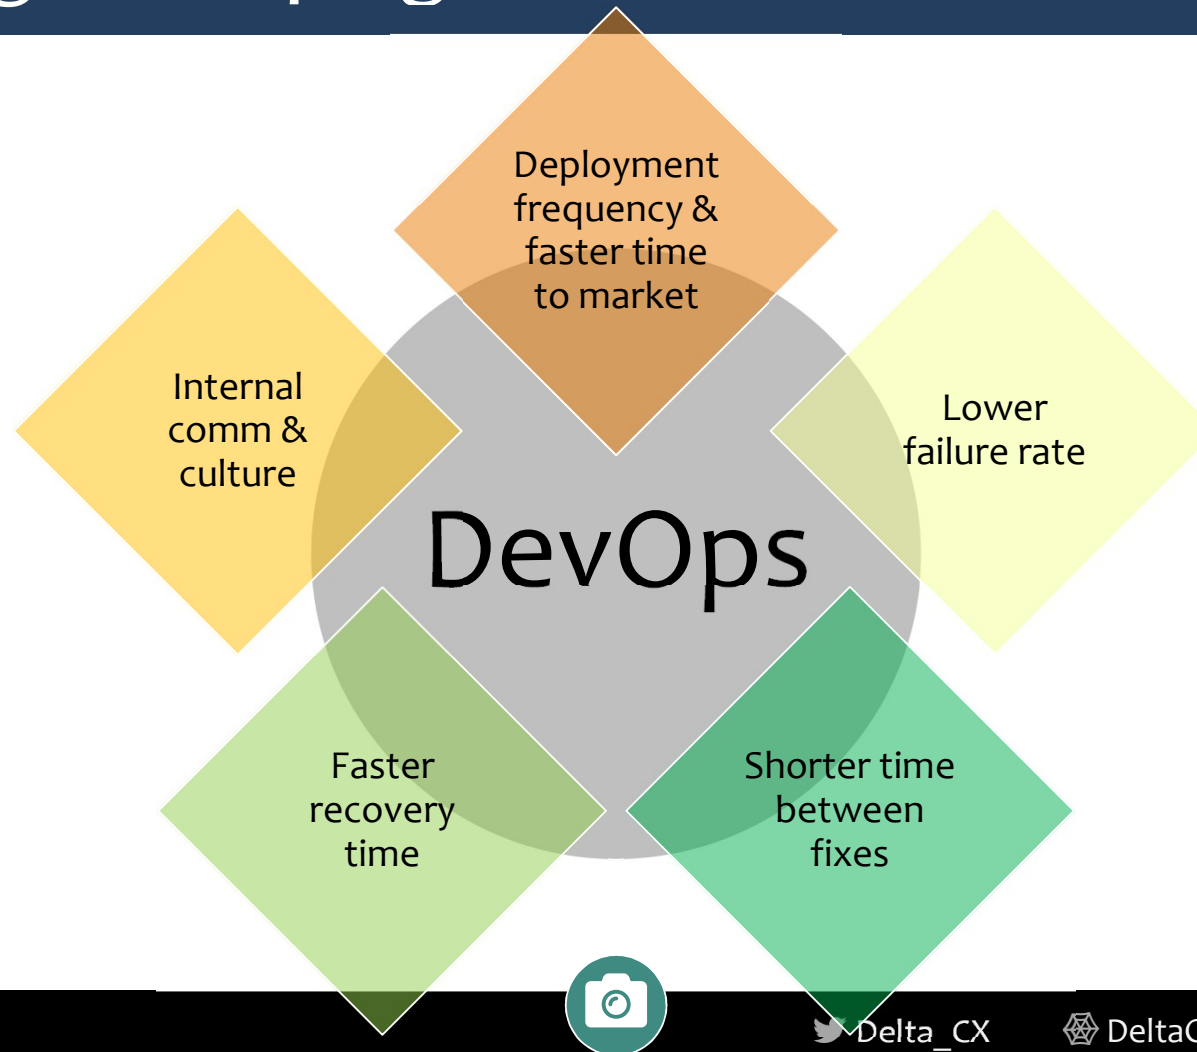 Deployment
frequency &
faster time
to market
Internal
comm &
culture
Lower
failure rate
DevOps
Faster
recovery
time
Shorter time
between
fixes
Delta_CX